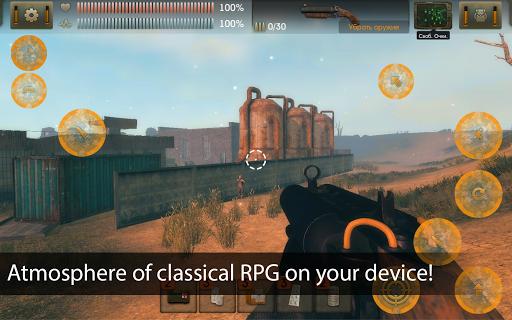 100%
100%
0/30
Убрать оружие
Своб. Очки.
Atmosphere of classical RPG on your device!